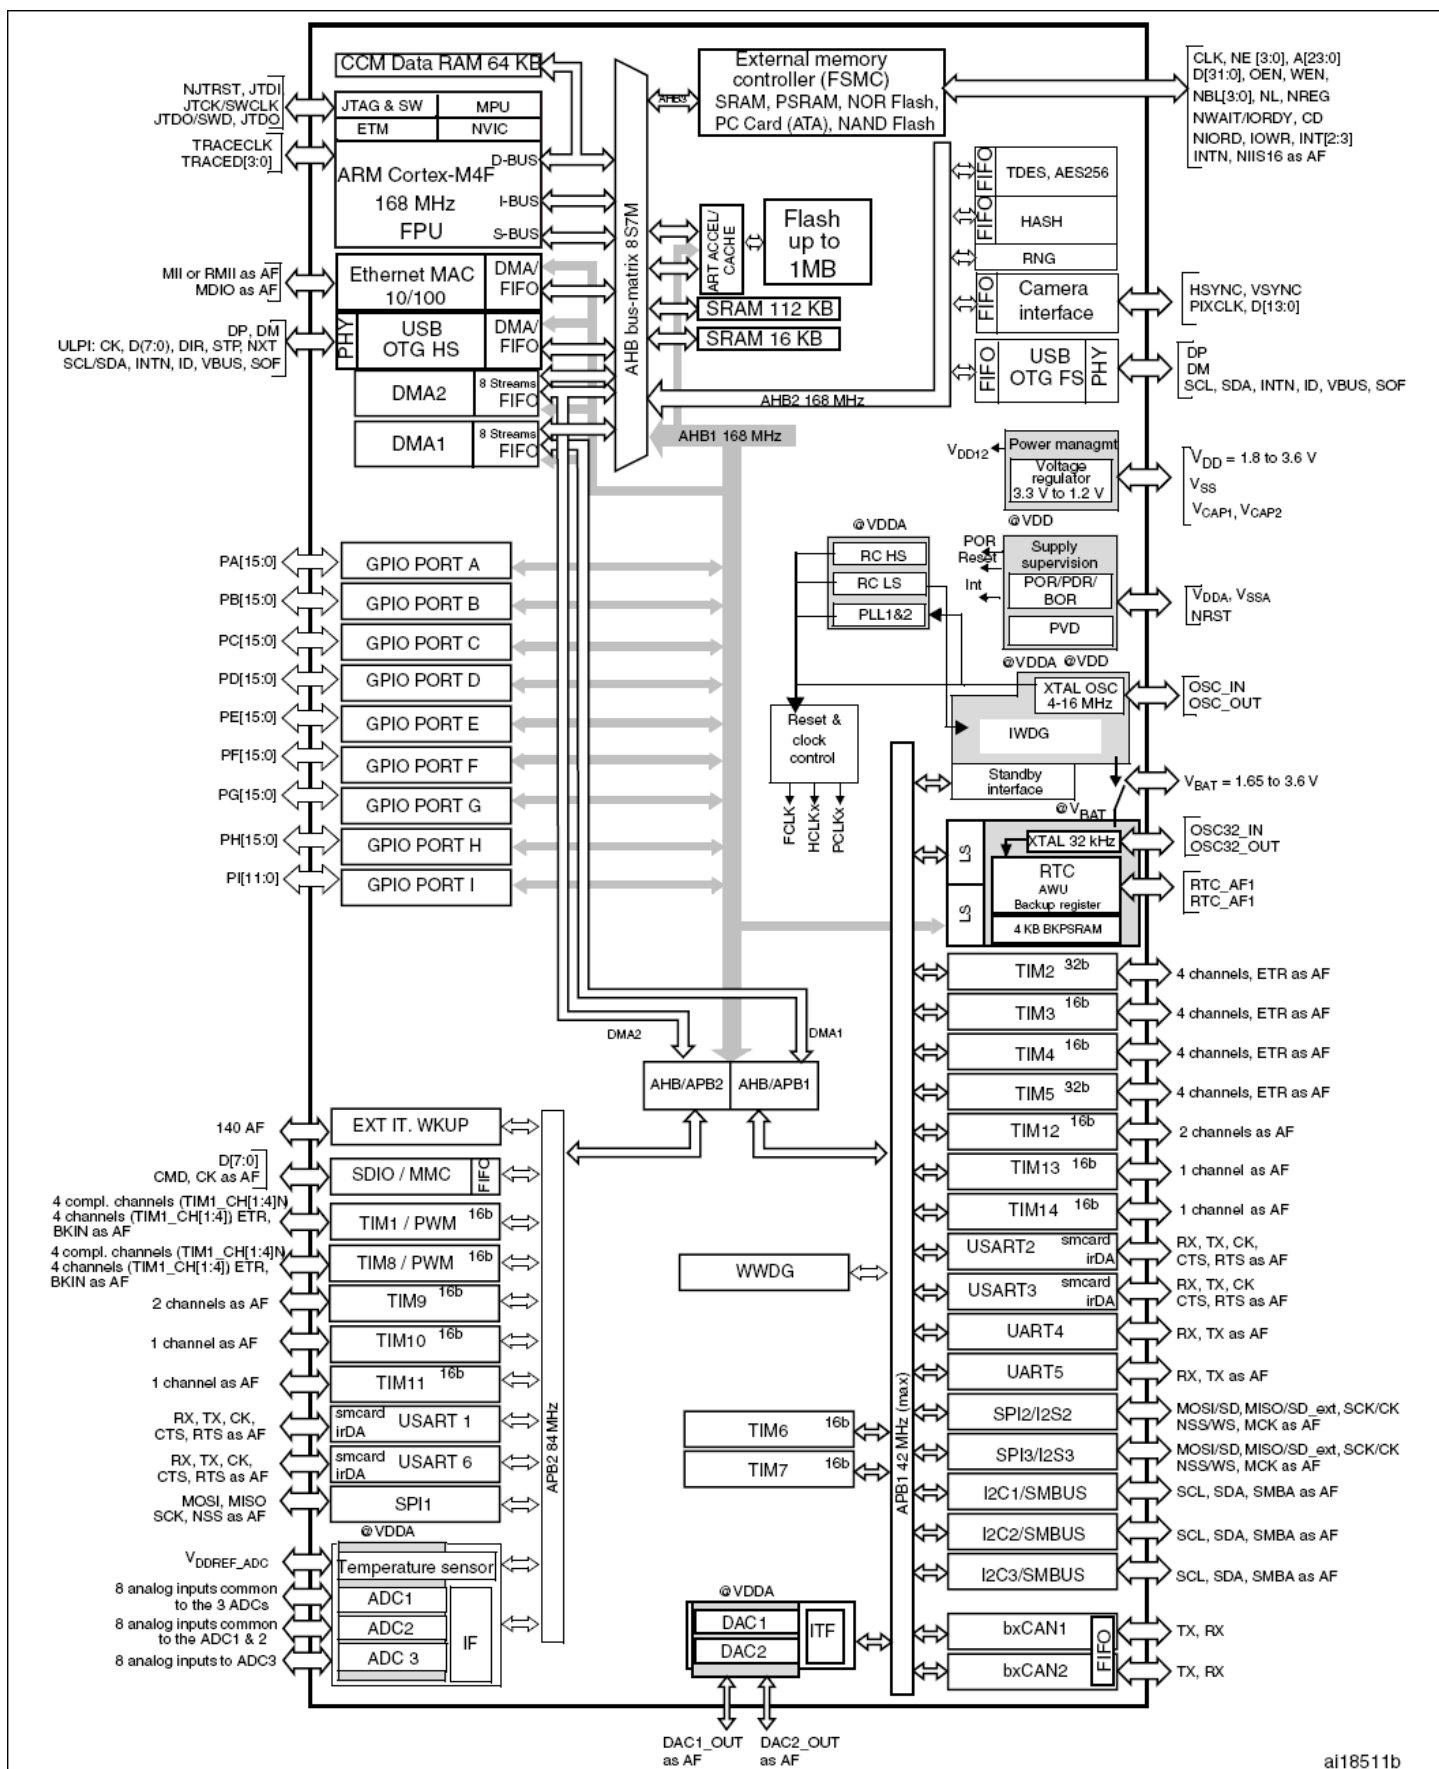 CCM Data RAM 64 KB
NJTRST, JTDI
JTCK/SWCLK
JTDO/SWD, JTDO
JTAG & SW
MPU
ETM
NVIC
TRACECLK
TRACED[3:0]
ARM Cortex-M4F
168 MHz
FPU
D-BUS
I-BUS
S-BUS
MII or RMII as AF
MDIO as AF
Ethernet MAC
10/100
DMA/
FIFO
DP, DM
ULPI: CK, D(7:0), DIR, STP, NXT
SCL/SDA, INTN, ID, VBUS, SOF
PHY
USB
OTG HS
DMA/
FIFO
DMA2
8 Streams
FIFO
DMA1
8 Streams
FIFO
AHB bus-matrix 8S7M
AHB3
External memory
controller (FSMC)
SRAM, PSRAM, NOR Flash,
PC Card (ATA), NAND Flash
CLK, NE [3:0], A[23:0]
D[31:0], OEN, WEN,
NBL[3:0], NL, NREG
NWAIT/IORDY, CD
NIORD, IOWR, INT[2:3]
INTN, NIIS16 as AF
ART ACCEL/
CACHE
Flash
up to
1MB
SRAM 112 KB
SRAM 16 KB
AHB2 168 MHz
AHB1 168 MHz
FIFO
TDES, AES256
FIFO
HASH
RNG
FIFO
Camera
interface
HSYNC, VSYNC
PIXCLK, D[13:0]
FIFO
USB
OTG FS
PHY
DP
DM
SCL, SDA, INTN, ID, VBUS, SOF
VDD12
Power managmt
Voltage
regulator
3.3 V to 1.2 V
VDD = 1.8 to 3.6 V
VSS
VCAP1, VCAP2
@VDD
@VDDA
RC HS
RC LS
PLL1&2
POR
Reset
Int
Supply
supervision
POR/PDR/
BOR
PVD
VDDA, VSSA
NRST
@VDDA
@VDD
XTAL OSC
4-16 MHz
OSC_IN
OSC_OUT
IWDG
Reset &
clock
control
FCLK
HCLKx
PCLKx
Standby
interface
VBAT = 1.65 to 3.6 V
@VBAT
LS
LS
XTAL 32 kHz
OSC32_IN
OSC32_OUT
RTC
AWU
Backup register
RTC_AF1
RTC_AF1
4 KB BKPSRAM
PA[15:0]
GPIO PORT A
PB[15:0]
GPIO PORT B
PC[15:0]
GPIO PORT C
PD[15:0]
GPIO PORT D
PE[15:0]
GPIO PORT E
PF[15:0]
GPIO PORT F
PG[15:0]
GPIO PORT G
PH[15:0]
GPIO PORT H
PI[11:0]
GPIO PORT I
DMA2
DMA1
AHB/APB2
AHB/APB1
140 AF
EXT IT. WKUP
D[7:0]
CMD, CK as AF
SDIO / MMC
FIFO
4 compl. channels (TIM1_CH[1:4]N
4 channels (TIM1_CH[1:4]) ETR,
BKIN as AF
TIM1 / PWM
16b
4 compl. channels (TIM1_CH[1:4]N
4 channels (TIM1_CH[1:4]) ETR,
BKIN as AF
TIM8 / PWM
16b
2 channels as AF
TIM9
16b
1 channel as AF
TIM10
16b
1 channel as AF
TIM11
16b
RX, TX, CK,
CTS, RTS as AF
smcard
irDA
USART 1
RX, TX, CK,
CTS, RTS as AF
smcard
irDA
USART 6
MOSI, MISO
SCK, NSS as AF
SPI1
@VDDA
VDDREF_ADC
Temperature sensor
8 analog inputs common
to the 3 ADCs
ADC1
8 analog inputs common
to the ADC1 & 2
ADC2
8 analog inputs to ADC3
ADC 3
IF
APB2 84 MHz
WWDG
TIM6
16b
TIM7
16b
@VDDA
DAC1
DAC2
ITF
DAC1_OUT
as AF
DAC2_OUT
as AF
APB1 42 MHz (max)
TIM2
32b
4 channels, ETR as AF
TIM3
16b
4 channels, ETR as AF
TIM4
16b
4 channels, ETR as AF
TIM5
32b
4 channels, ETR as AF
TIM12
16b
2 channels as AF
TIM13
16b
1 channel as AF
TIM14
16b
1 channel as AF
USART2
smcard
irDA
RX, TX, CK,
CTS, RTS as AF
USART3
smcard
irDA
RX, TX, CK
CTS, RTS as AF
UART4
RX, TX as AF
UART5
RX, TX as AF
SPI2/I2S2
MOSI/SD, MISO/SD_ext, SCK/CK
NSS/WS, MCK as AF
SPI3/I2S3
MOSI/SD, MISO/SD_ext, SCK/CK
NSS/WS, MCK as AF
I2C1/SMBUS
SCL, SDA, SMBA as AF
I2C2/SMBUS
SCL, SDA, SMBA as AF
I2C3/SMBUS
SCL, SDA, SMBA as AF
bxCAN1
TX, RX
bxCAN2
FIFO
TX, RX
ai18511b